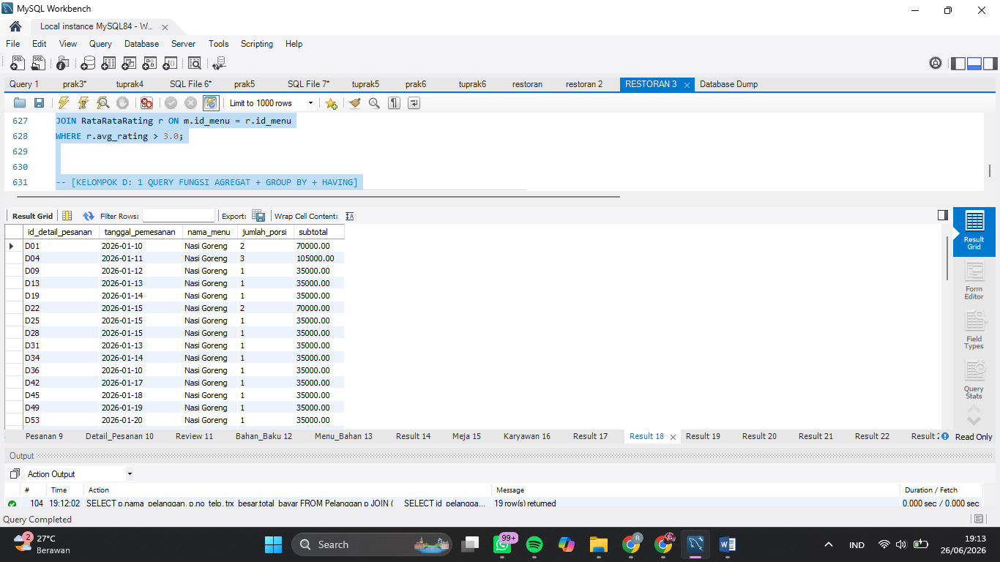 MySQL Workbench
Local instance MySQL84 - W...
File Edit View Query Database Server Tools Scripting Help
Query 1 prak3* tuprak4 SQL File 6* prak5 SQL File 7* tuprak5 prak6 tuprak6 restoran restoran 2 RESTORAN 3 Database Dump
Limit to 1000 rows
627 JOIN RataRataRating r ON m.id_menu = r.id_menu
628 WHERE r.avg_rating > 3.0;
629
630
631 -- [KELOMPOK D: 1 QUERY FUNGSI AGREGAT + GROUP BY + HAVING]
Result Grid Filter Rows: Export: Wrap Cell Content:
id_detail_pesanan tanggal_pemesanan nama_menu jumlah_porsi subtotal
D01 2026-01-10 Nasi Goreng 2 70000.00
D04 2026-01-11 Nasi Goreng 3 105000.00
D09 2026-01-12 Nasi Goreng 1 35000.00
D13 2026-01-13 Nasi Goreng 1 35000.00
D19 2026-01-14 Nasi Goreng 1 35000.00
D22 2026-01-15 Nasi Goreng 2 70000.00
D25 2026-01-15 Nasi Goreng 1 35000.00
D28 2026-01-15 Nasi Goreng 1 35000.00
D31 2026-01-13 Nasi Goreng 1 35000.00
D34 2026-01-14 Nasi Goreng 1 35000.00
D36 2026-01-10 Nasi Goreng 1 35000.00
D42 2026-01-17 Nasi Goreng 1 35000.00
D45 2026-01-18 Nasi Goreng 1 35000.00
D49 2026-01-19 Nasi Goreng 1 35000.00
D53 2026-01-20 Nasi Goreng 1 35000.00
Result
Grid
Form
Editor
Field
Types
Query
Stats
Pesanan 9 Detail_Pesanan 10 Review 11 Bahan_Baku 12 Menu_Bahan 13 Result 14 Meja 15 Karyawan 16 Result 17 Result 18 Result 19 Result 20 Result 21 Result 22 Result 2 Read Only
Output
Action Output
# Time Action Message Duration / Fetch
104 19:12:02 SELECT p.nama_pelanggan, p.no_telp, trx_besar.total_bayar FROM Pelanggan p JOIN ( SELECT id_pelangga... 19 row(s) returned 0.000 sec / 0.000 sec
Query Completed
2
27°C
Berawan
Search
99+
R
IND
19:13
26/06/2026